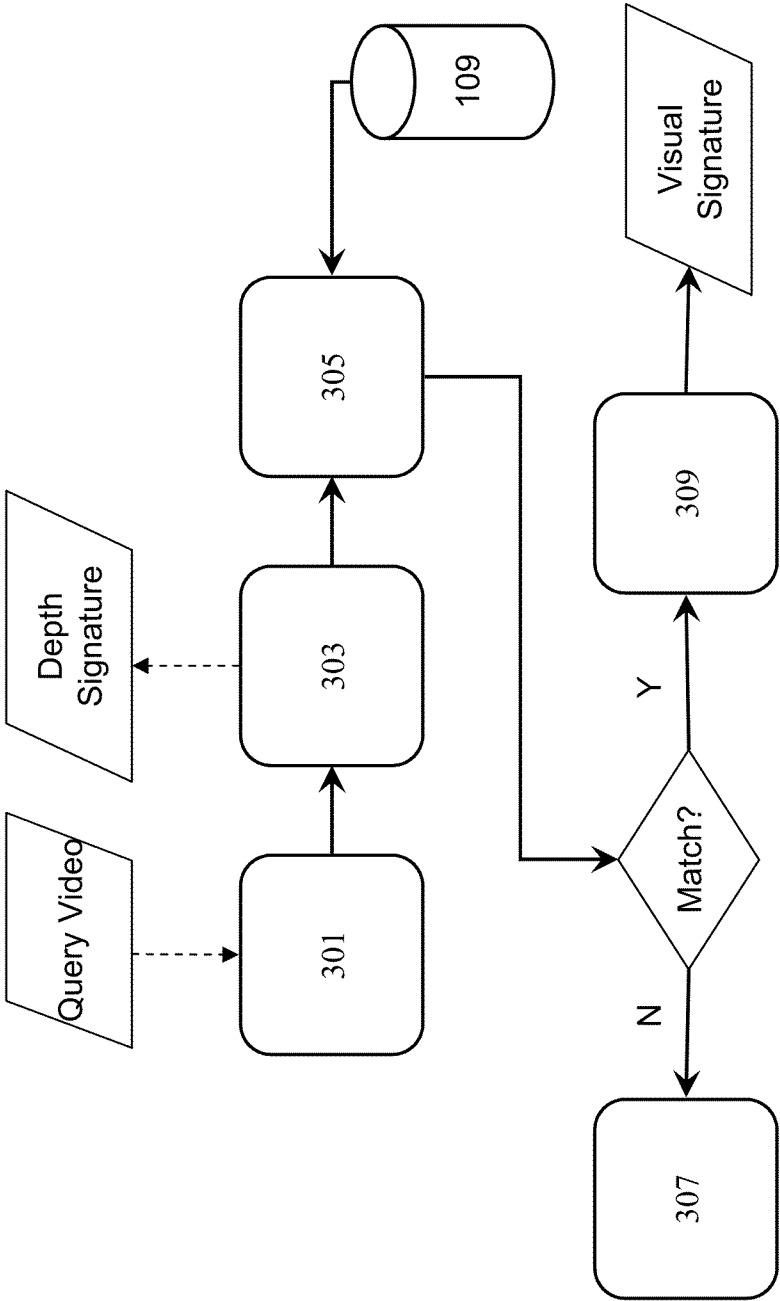 Query Video
Depth
Signature
301
303
305
109
N
Match?
Y
307
309
Visual
Signature